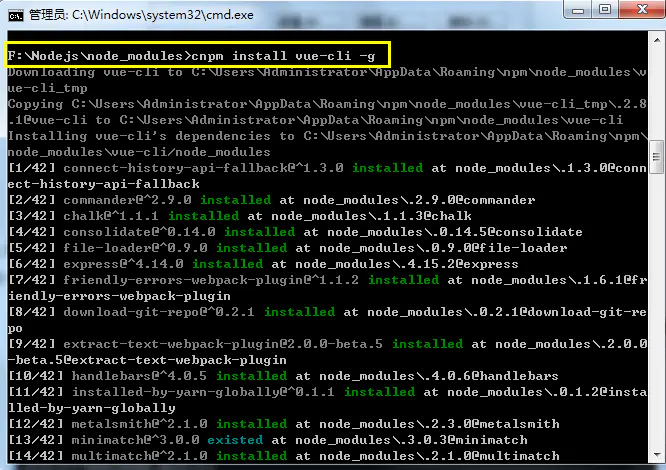 管理员: C:\Windows\system32\cmd.exe
F:\Nodejs\node_modules>cnpm install vue-cli -g
Downloading vue-cli to C:\Users\Administrator\AppData\Roaming\npm\node_modules\v
ue-cli_tmp
Copying C:\Users\Administrator\AppData\Roaming\npm\node_modules\vue-cli_tmp\.2.8
.1@vue-cli to C:\Users\Administrator\AppData\Roaming\npm\node_modules\vue-cli
Installing vue-cli's dependencies to C:\Users\Administrator\AppData\Roaming\npm\
node_modules\vue-cli/node_modules
[1/42] connect-history-api-fallback@^1.3.0 installed at node_modules\.1.3.0@conn
ect-history-api-fallback
[2/42] commander@^2.9.0 installed at node_modules\.2.9.0@commander
[3/42] chalk@^1.1.1 installed at node_modules\.1.1.3@chalk
[4/42] consolidate@^0.14.0 installed at node_modules\.0.14.5@consolidate
[5/42] file-loader@^0.9.0 installed at node_modules\.0.9.0@file-loader
[6/42] express@^4.14.0 installed at node_modules\.4.15.2@express
[7/42] friendly-errors-webpack-plugin@^1.1.2 installed at node_modules\.1.6.1@fr
iendly-errors-webpack-plugin
[8/42] download-git-repo@^0.2.1 installed at node_modules\.0.2.1@download-git-re
po
[9/42] extract-text-webpack-plugin@2.0.0-beta.5 installed at node_modules\.2.0.0
-beta.5@extract-text-webpack-plugin
[10/42] handlebars@^4.0.5 installed at node_modules\.4.0.6@handlebars
[11/42] installed-by-yarn-globally@^0.1.1 installed at node_modules\.0.1.2@insta
lled-by-yarn-globally
[12/42] metalsmith@^2.1.0 installed at node_modules\.2.3.0@metalsmith
[13/42] minimatch@^3.0.0 existed at node_modules\.3.0.3@minimatch
[14/42] multimatch@^2.1.0 installed at node_modules\.2.1.0@multimatch